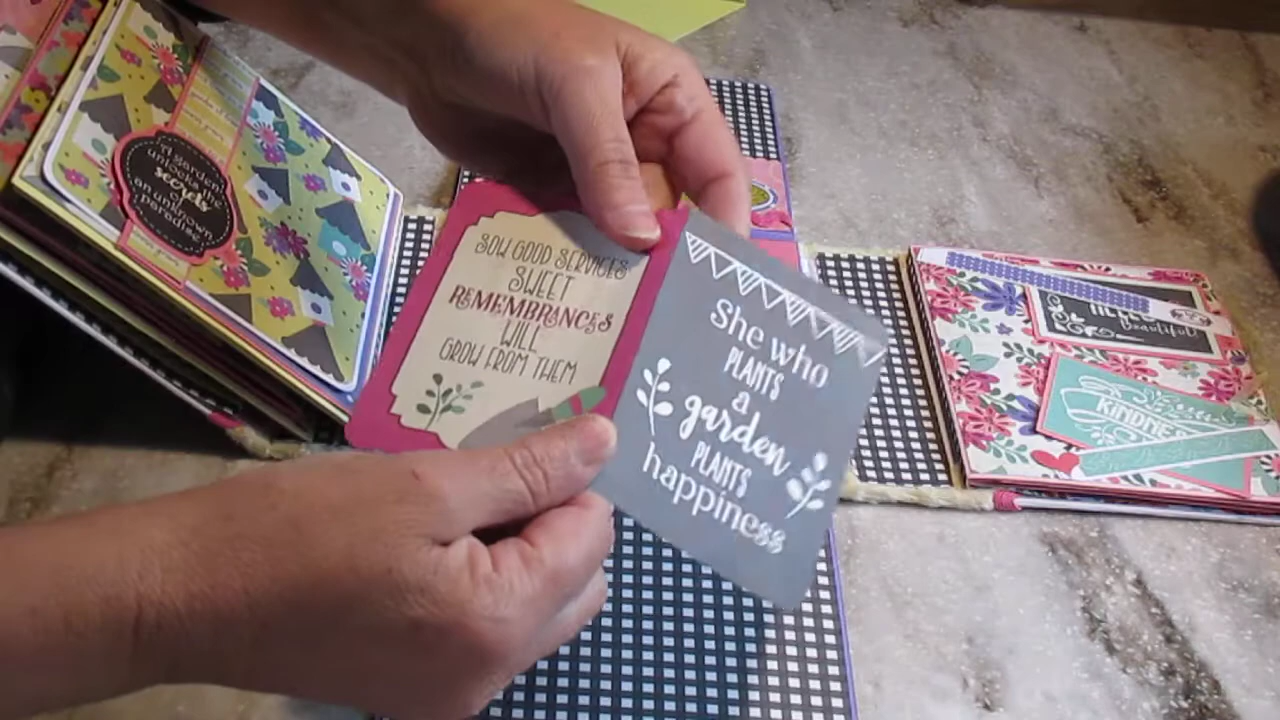 A garden
unlocks the
secrets
of
an unknown
paradise
SOW GOOD SERVICES
SWEET
REMEMBRANCES
WILL
GROW FROM THEM
She who
PLANTS
a
garden
PLANTS
happiness
HELLO
beautiful
KINDNE